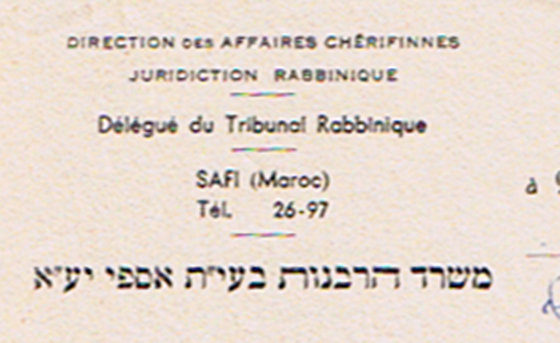 DIRECTION DES AFFAIRES CHÉRIFINNES
JURIDICTION RABBINIQUE
Délégué du Tribunal Rabbinique
SAFI (Maroc)
Tél. 26-97
à
משרד הרבנות בעי״ת אספי יע״א